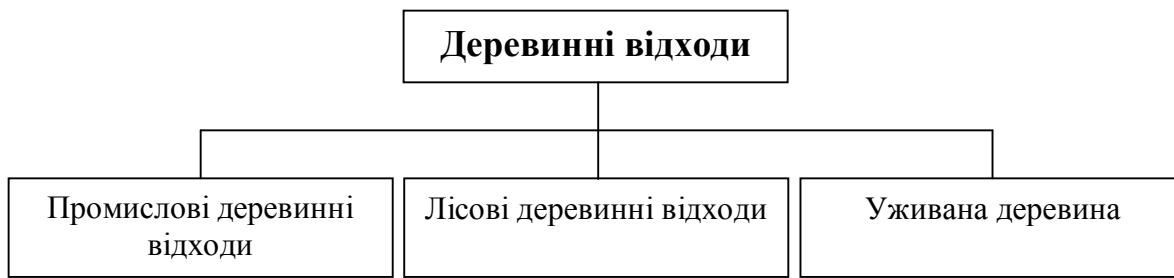 Деревинні відходи
Промислові деревинні
відходи
Лісові деревинні відходи
Уживана деревина